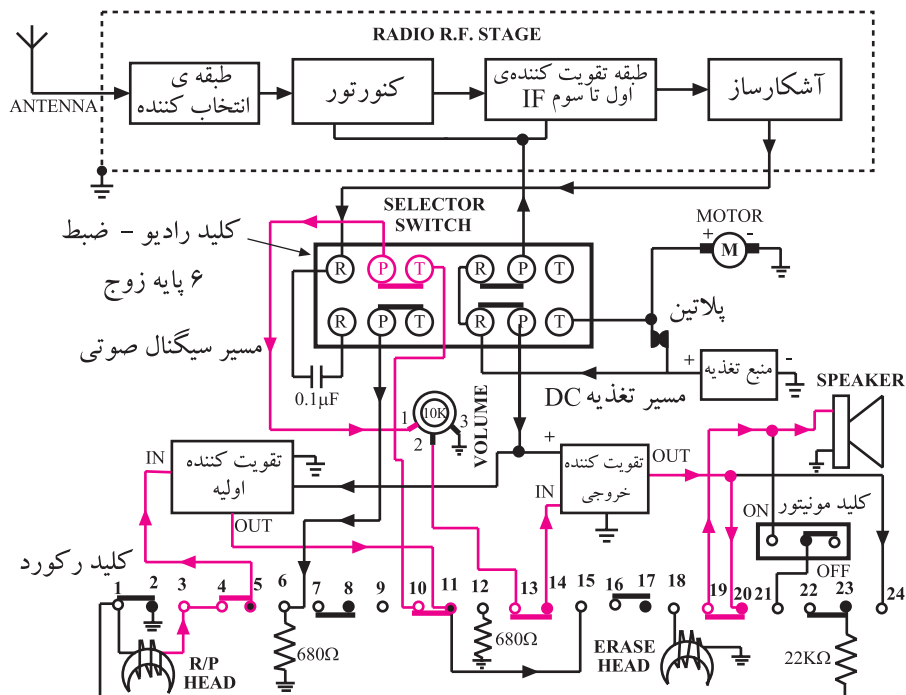 RADIO R.F. STAGE
ANTENNA
طبقه ی
انتخاب کننده
کنورتور
طبقه تقویت کننده‌ی
اول تا سوم IF
آشکارساز
SELECTOR
SWITCH
کلید رادیو - ضبط
۶ پایه زوج
R P T R P T
R P T R P T
MOTOR
+ -
M
پلاتین
مسیر سیگنال صوتی
0.1µF
منبع تغذیه
+ -
مسیر تغذیه DC
SPEAKER
1 10K 3
2
VOLUME
IN
تقویت کننده
اولیه
OUT
+
تقویت کننده
خروجی
IN
OUT
کلید مونیتور
ON
OFF
کلید رکورد
1 2 3 4 5 6 7 8 9 10 11 12 13 14 15 16 17 18 19 20 21 22 23 24
R/P
HEAD
680Ω
680Ω
ERASE
HEAD
22KΩ